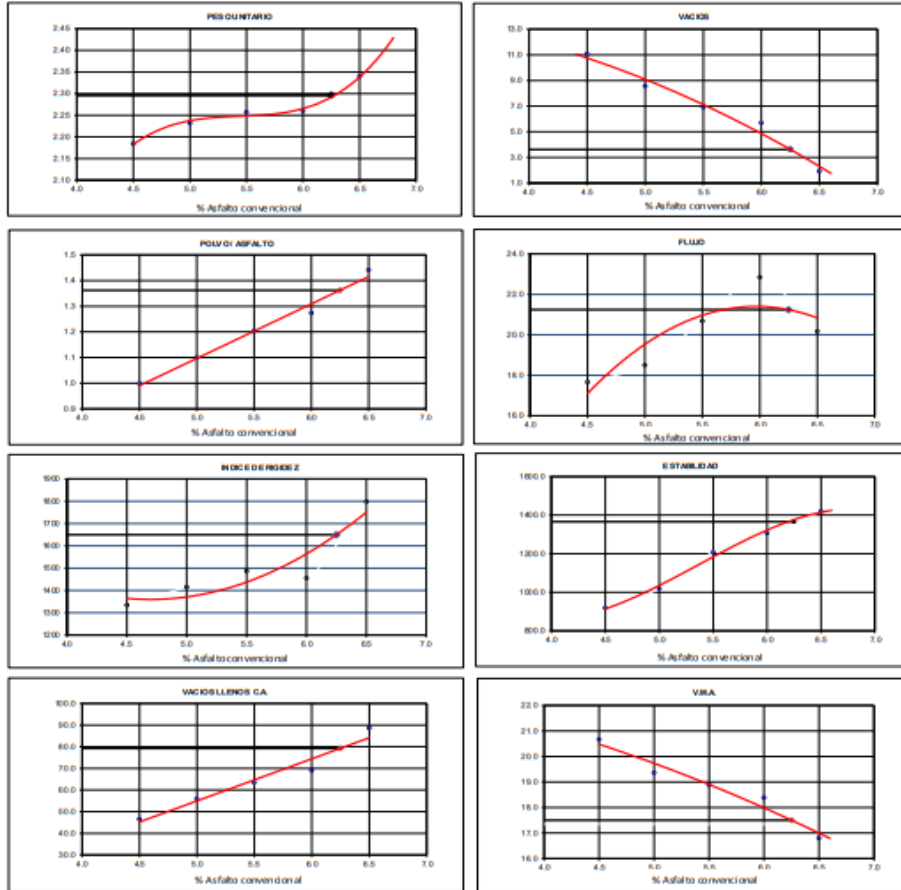 PESO UNITARIO
2.45
2.40
2.35
2.30
2.25
2.20
2.15
2.10
4.0 4.5 5.0 5.5 6.0 6.5 7.0
% Asfalto convencional
VACIOS
13.0
11.0
9.0
7.0
5.0
3.0
1.0
4.0 4.5 5.0 5.5 6.0 6.5 7.0
% Asfalto convencional
POLVO / ASFALTO
1.5
1.4
1.3
1.2
1.1
1.0
0.9
4.0 4.5 5.0 5.5 6.0 6.5 7.0
% Asfalto convencional
FLUJO
24.0
22.0
20.0
18.0
16.0
4.0 4.5 5.0 5.5 6.0 6.5 7.0
% Asfalto convencional
INDICE DE RIGIDEZ
1900
1800
1700
1600
1500
1400
1300
1200
4.0 4.5 5.0 5.5 6.0 6.5 7.0
% Asfalto convencional
ESTABILIDAD
1600.0
1400.0
1200.0
1000.0
800.0
4.0 4.5 5.0 5.5 6.0 6.5 7.0
% Asfalto convencional
VACIOS LLENOS C.A.
100.0
90.0
80.0
70.0
60.0
50.0
40.0
30.0
4.0 4.5 5.0 5.5 6.0 6.5 7.0
% Asfalto convencional
V.M.A.
22.0
21.0
20.0
19.0
18.0
17.0
16.0
4.0 4.5 5.0 5.5 6.0 6.5 7.0
% Asfalto convencional